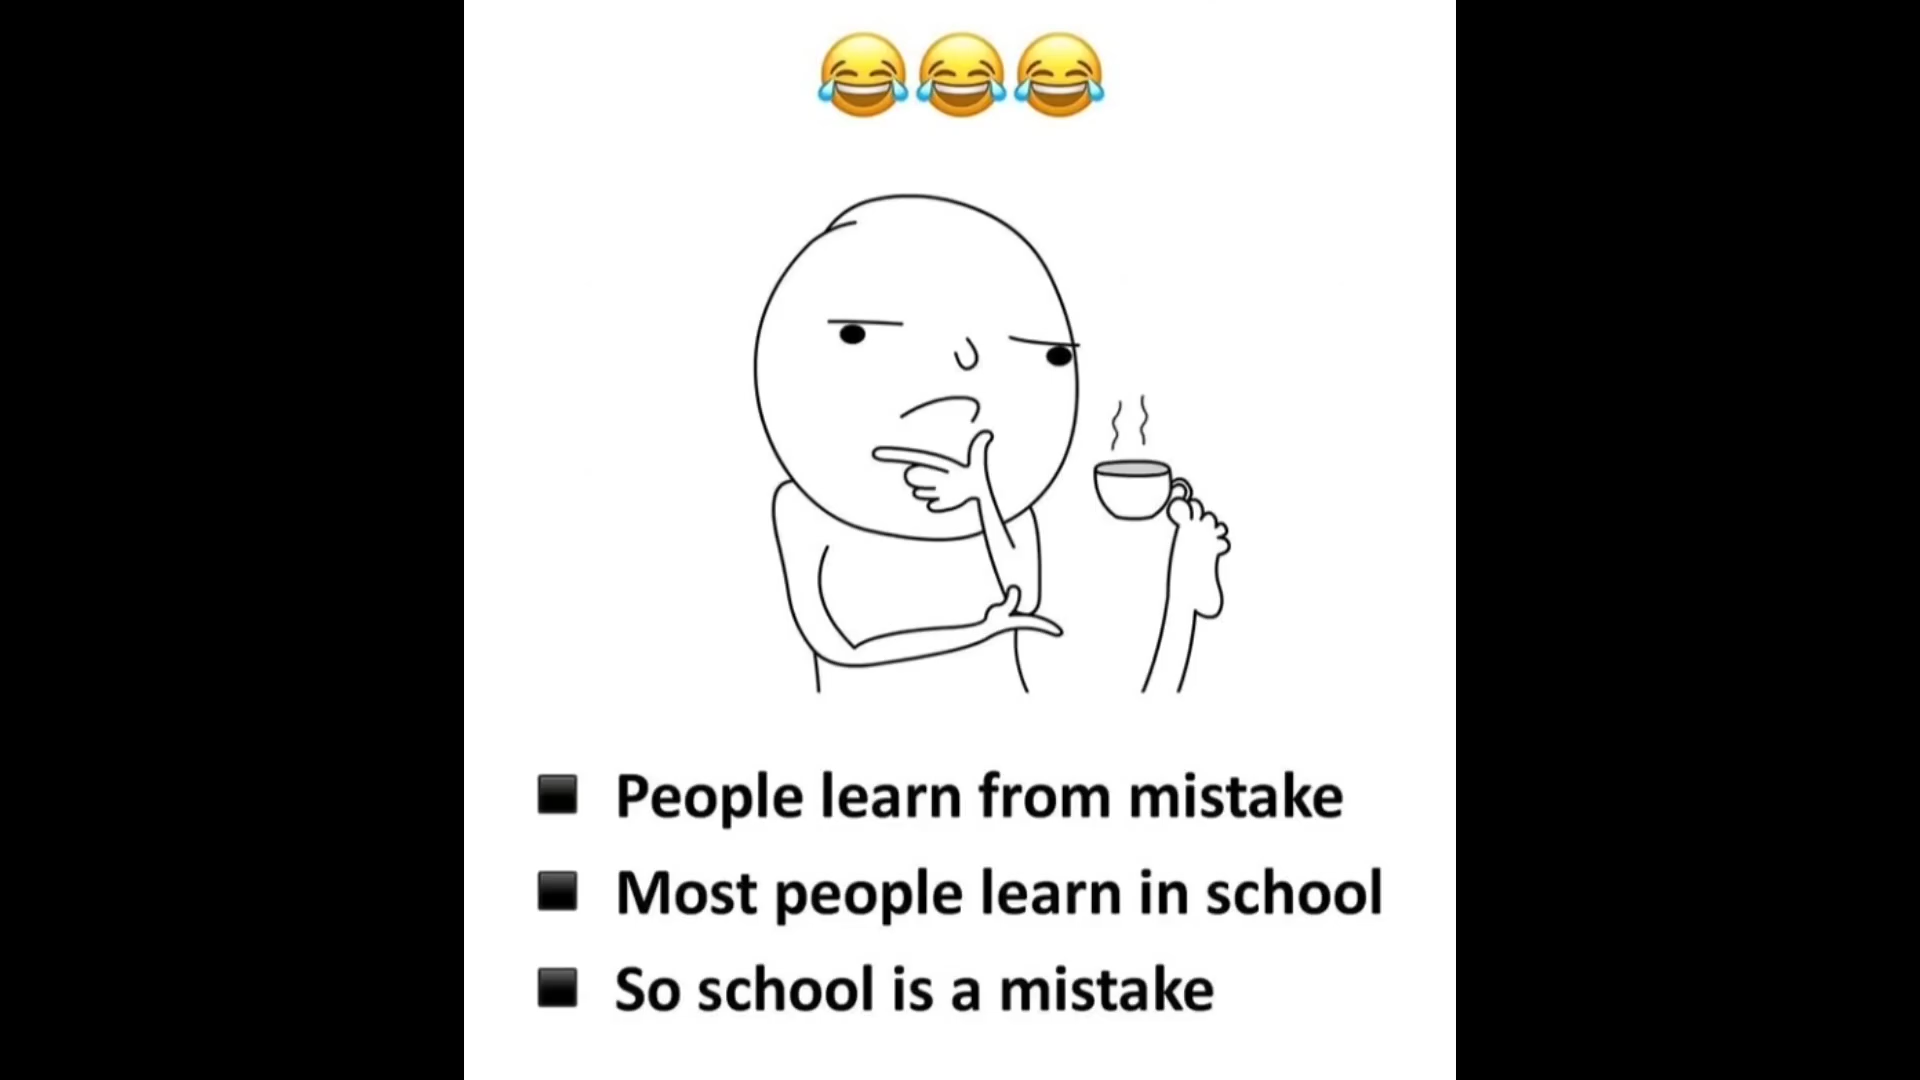 😂😂😂
▪ People learn from mistake
▪ Most people learn in school
▪ So school is a mistake